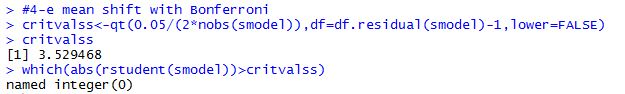 > #4-e mean shift with Bonferroni
> critvalss<-qt(0.05/(2*nobs(smodel)),df=df.residual(smodel)-1,lower=FALSE)
> critvalss
[1] 3.529468
> which(abs(rstudent(smodel))>critvalss)
named integer(0)